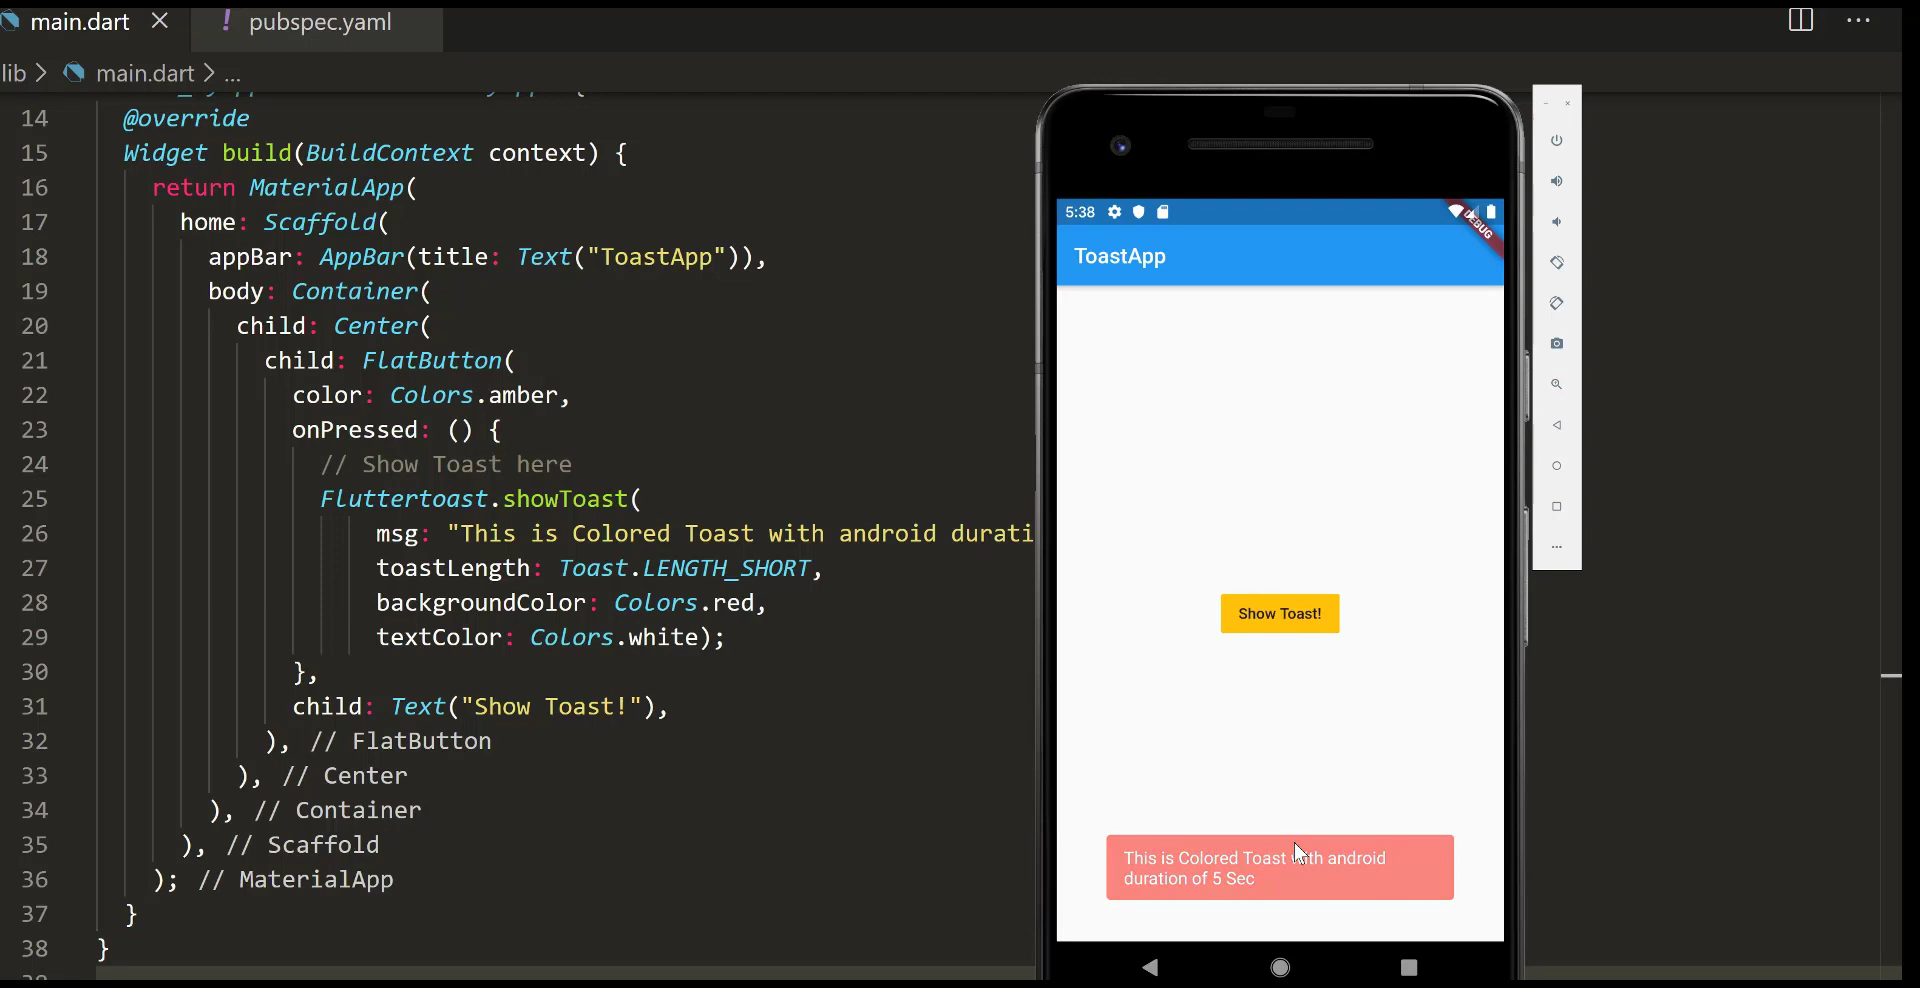 main.dart
! pubspec.yaml
lib > main.dart > ...
14 @override
15 Widget build(BuildContext context) {
16 return MaterialApp(
17 home: Scaffold(
18 appBar: AppBar(title: Text("ToastApp")),
19 body: Container(
20 child: Center(
21 child: FlatButton(
22 color: Colors.amber,
23 onPressed: () {
24 // Show Toast here
25 Fluttertoast.showToast(
26 msg: "This is Colored Toast with android durati
27 toastLength: Toast.LENGTH_SHORT,
28 backgroundColor: Colors.red,
29 textColor: Colors.white);
30 },
31 child: Text("Show Toast!"),
32 ), // FlatButton
33 ), // Center
34 ), // Container
35 ), // Scaffold
36 ); // MaterialApp
37 }
38 }
5:38
DEBUG
ToastApp
Show Toast!
This is Colored Toast with android
duration of 5 Sec